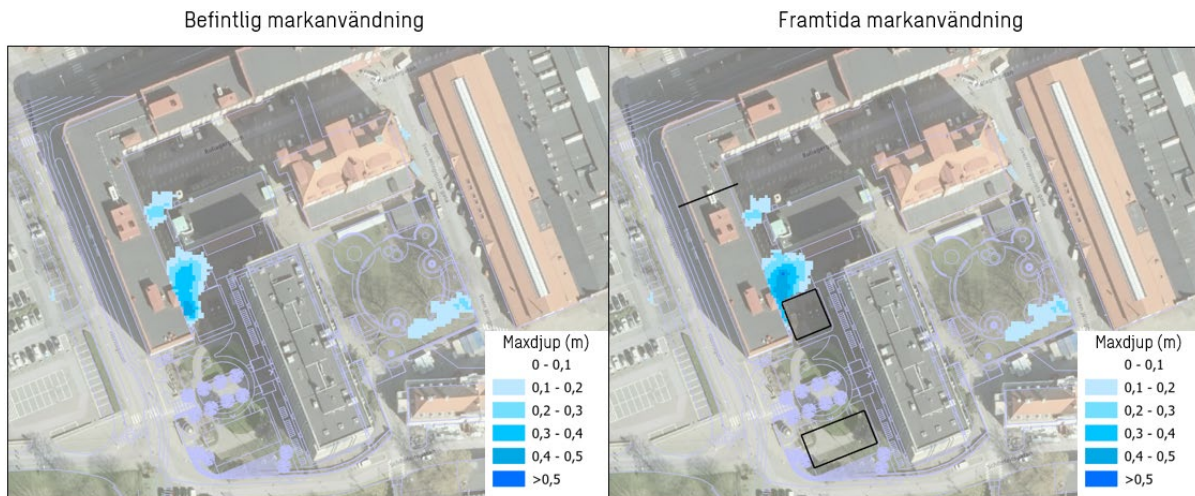 Befintlig markanvändning
Framtida markanvändning
Maxdjup (m)
0 - 0,1
0,1 - 0,2
0,2 - 0,3
0,3 - 0,4
0,4 - 0,5
>0,5
Maxdjup (m)
0 - 0,1
0,1 - 0,2
0,2 - 0,3
0,3 - 0,4
0,4 - 0,5
>0,5